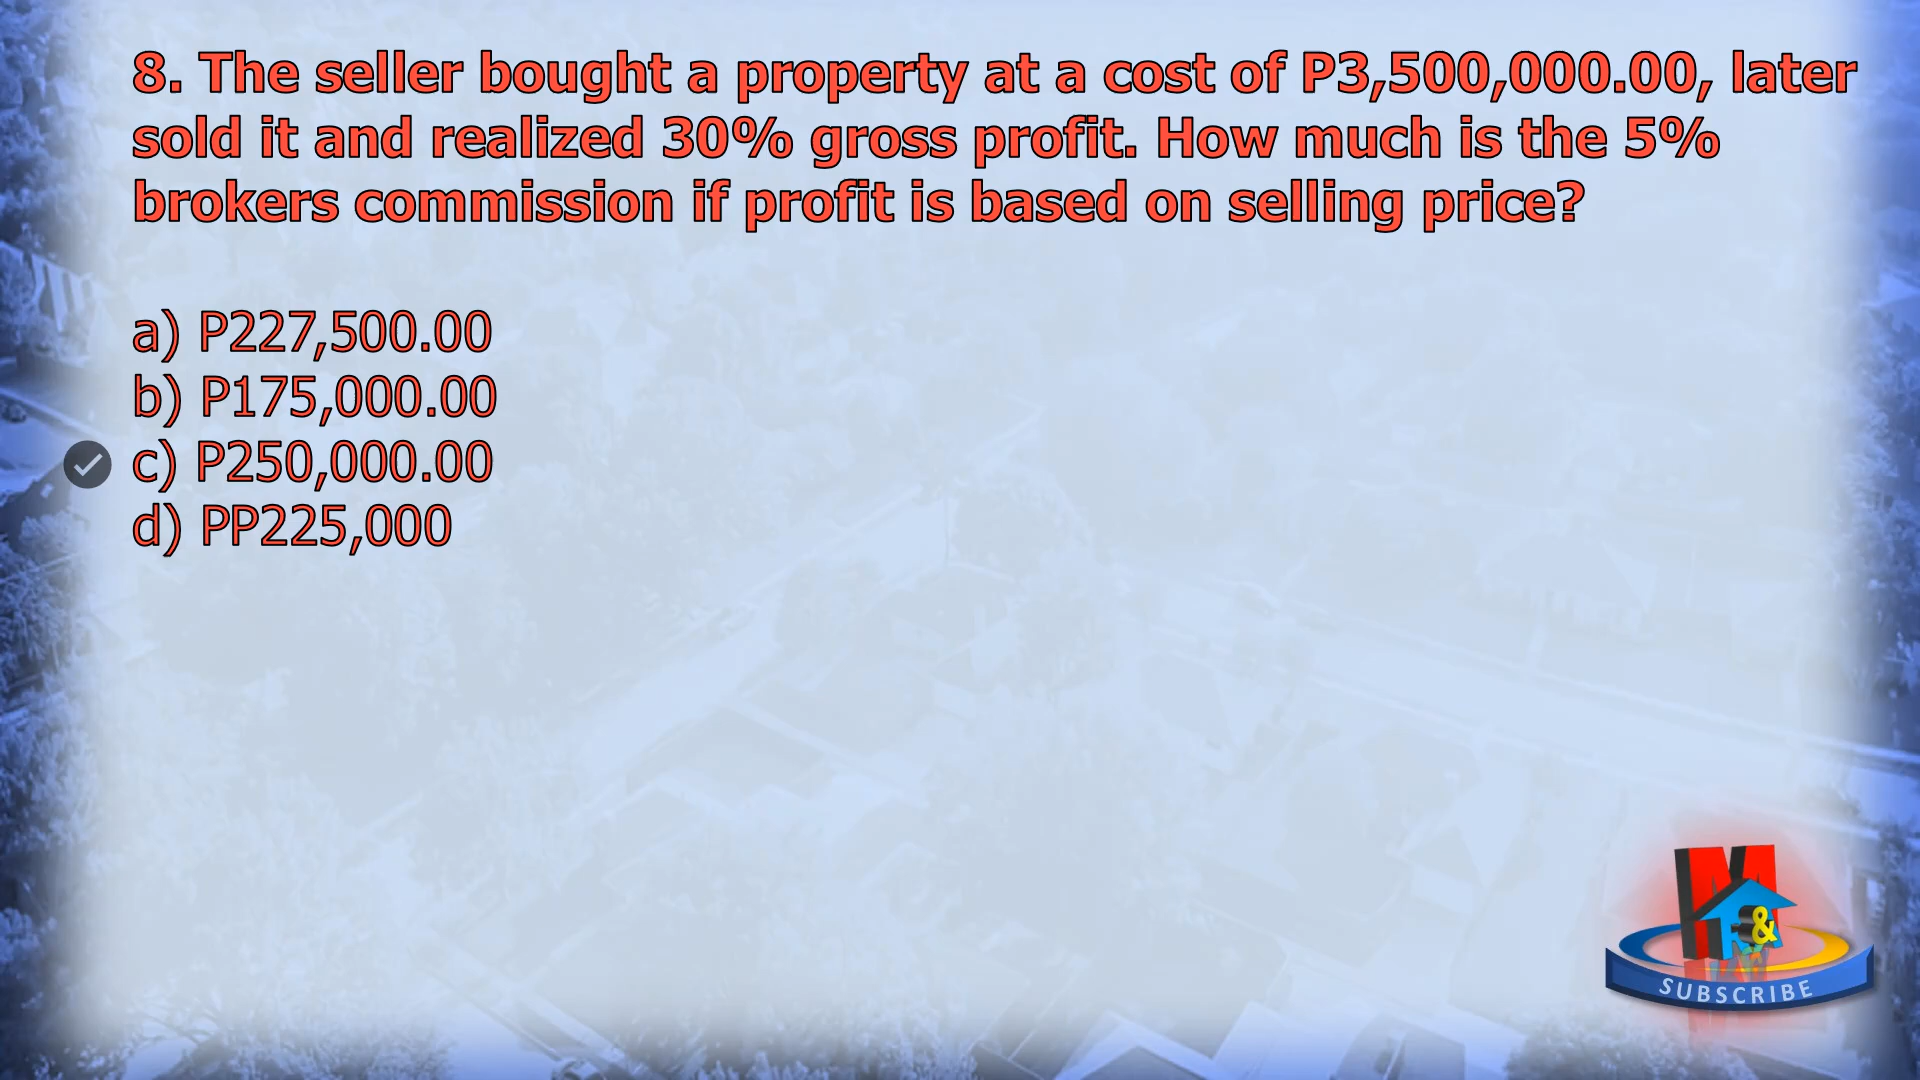 8. The seller bought a property at a cost of P3,500,000.00, later
sold it and realized 30% gross profit. How much is the 5%
brokers commission if profit is based on selling price?
a) P227,500.00
b) P175,000.00
c) P250,000.00
d) PP225,000
M
&
SUBSCRIBE